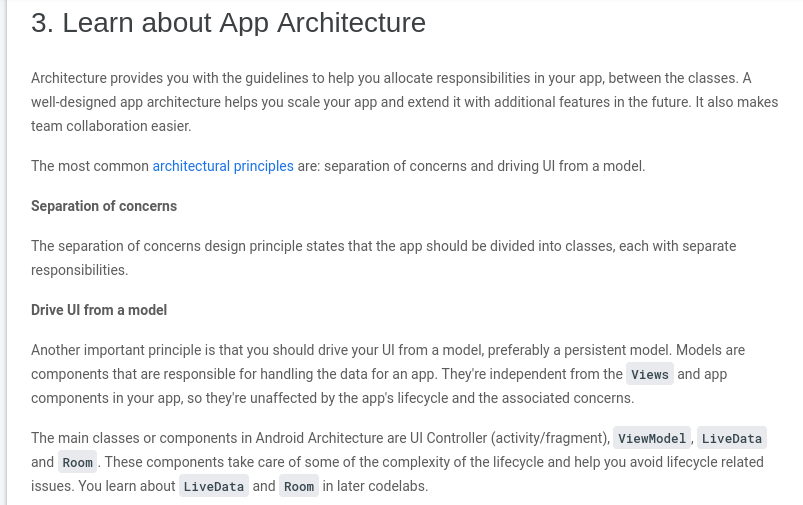 3. Learn about App Architecture
Architecture provides you with the guidelines to help you allocate responsibilities in your app, between the classes. A
well-designed app architecture helps you scale your app and extend it with additional features in the future. It also makes
team collaboration easier.
The most common architectural principles are: separation of concerns and driving UI from a model.
Separation of concerns
The separation of concerns design principle states that the app should be divided into classes, each with separate
responsibilities.
Drive UI from a model
Another important principle is that you should drive your UI from a model, preferably a persistent model. Models are
components that are responsible for handling the data for an app. They're independent from the Views and app
components in your app, so they're unaffected by the app's lifecycle and the associated concerns.
The main classes or components in Android Architecture are UI Controller (activity/fragment), ViewModel, LiveData
and Room. These components take care of some of the complexity of the lifecycle and help you avoid lifecycle related
issues. You learn about LiveData and Room in later codelabs.